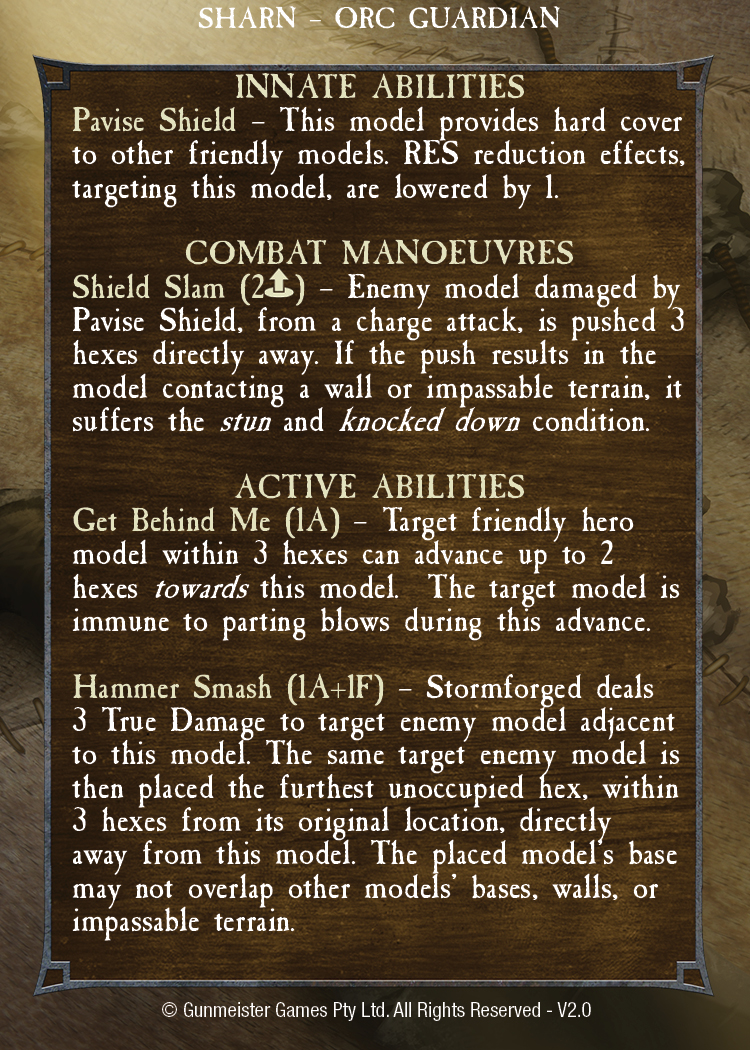 SHARN – ORC GUARDIAN
INNATE ABILITIES
Pavise Shield – This model provides hard cover
to other friendly models. RES reduction effects,
targeting this model, are lowered by 1.
COMBAT MANOEUVRES
Shield Slam (2) – Enemy model damaged by
Pavise Shield, from a charge attack, is pushed 3
hexes directly away. If the push results in the
model contacting a wall or impassable terrain, it
suffers the stun and knocked down condition.
ACTIVE ABILITIES
Get Behind Me (1A) – Target friendly hero
model within 3 hexes can advance up to 2
hexes towards this model. The target model is
immune to parting blows during this advance.
Hammer Smash (1A+1F) – Stormforged deals
3 True Damage to target enemy model adjacent
to this model. The same target enemy model is
then placed the furthest unoccupied hex, within
3 hexes from its original location, directly
away from this model. The placed model's base
may not overlap other models' bases, walls, or
impassable terrain.
© Gunmeister Games Pty Ltd. All Rights Reserved - V2.0